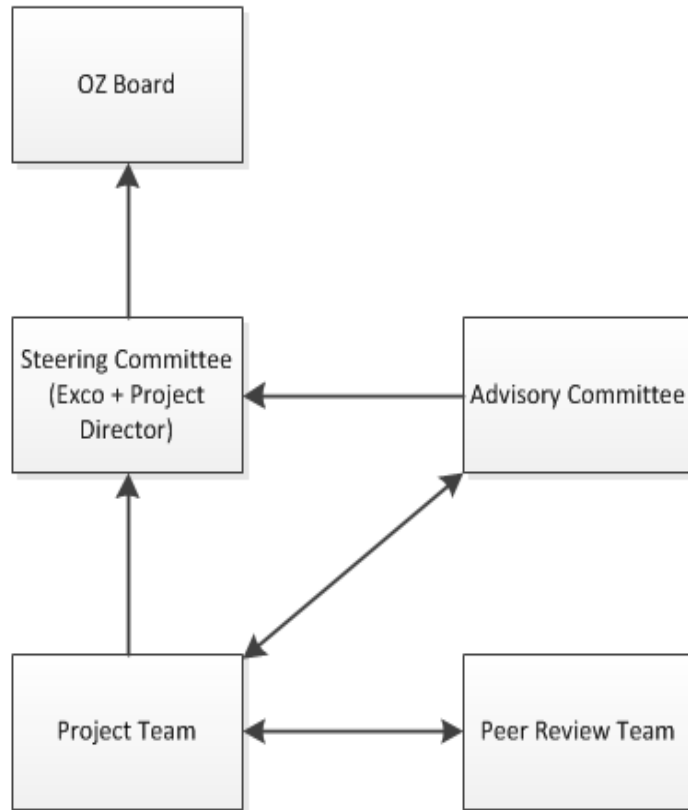 OZ Board
Steering Committee
(Exco + Project
Director)
Advisory Committee
Project Team
Peer Review Team